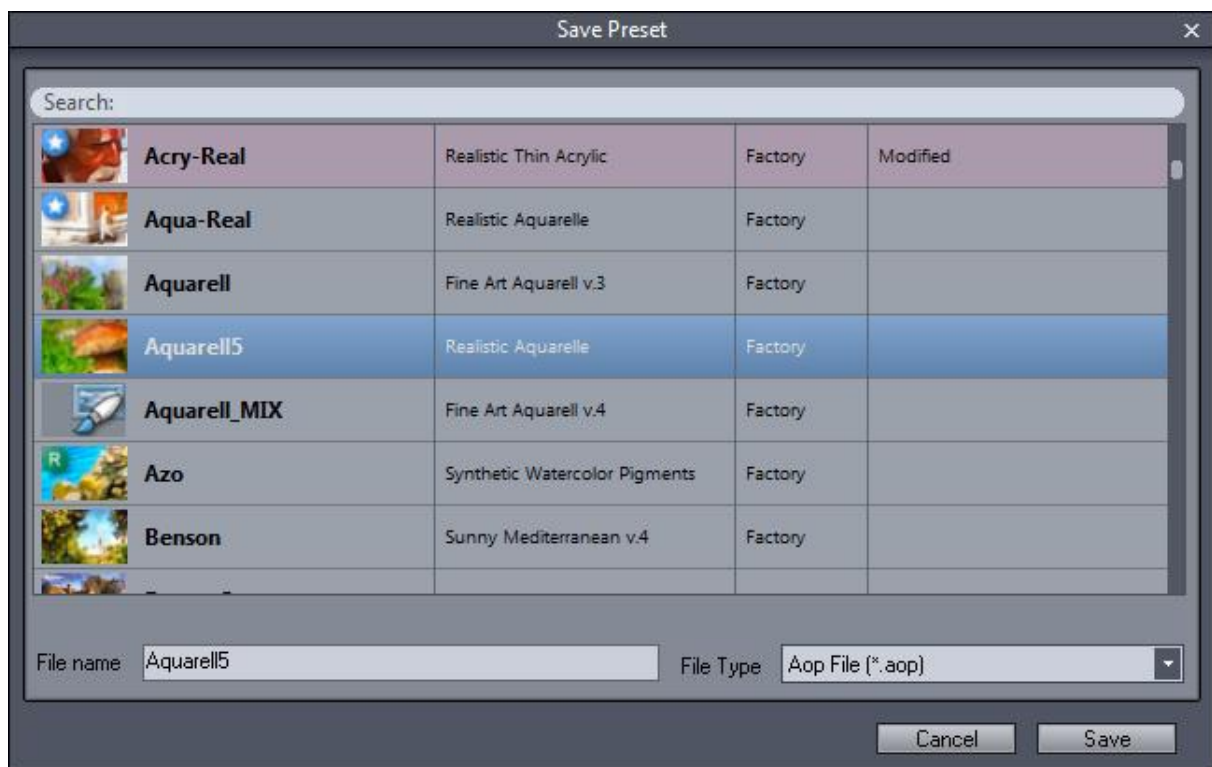 Save Preset
Search:
Acry-Real Realistic Thin Acrylic Factory Modified
Aqua-Real Realistic Aquarelle Factory
Aquarell Fine Art Aquarell v.3 Factory
Aquarell5 Realistic Aquarelle Factory
Aquarell_MIX Fine Art Aquarell v.4 Factory
R Azo Synthetic Watercolor Pigments Factory
Benson Sunny Mediterranean v.4 Factory
File name Aquarell5 File Type Aop File (*.aop)
Cancel Save